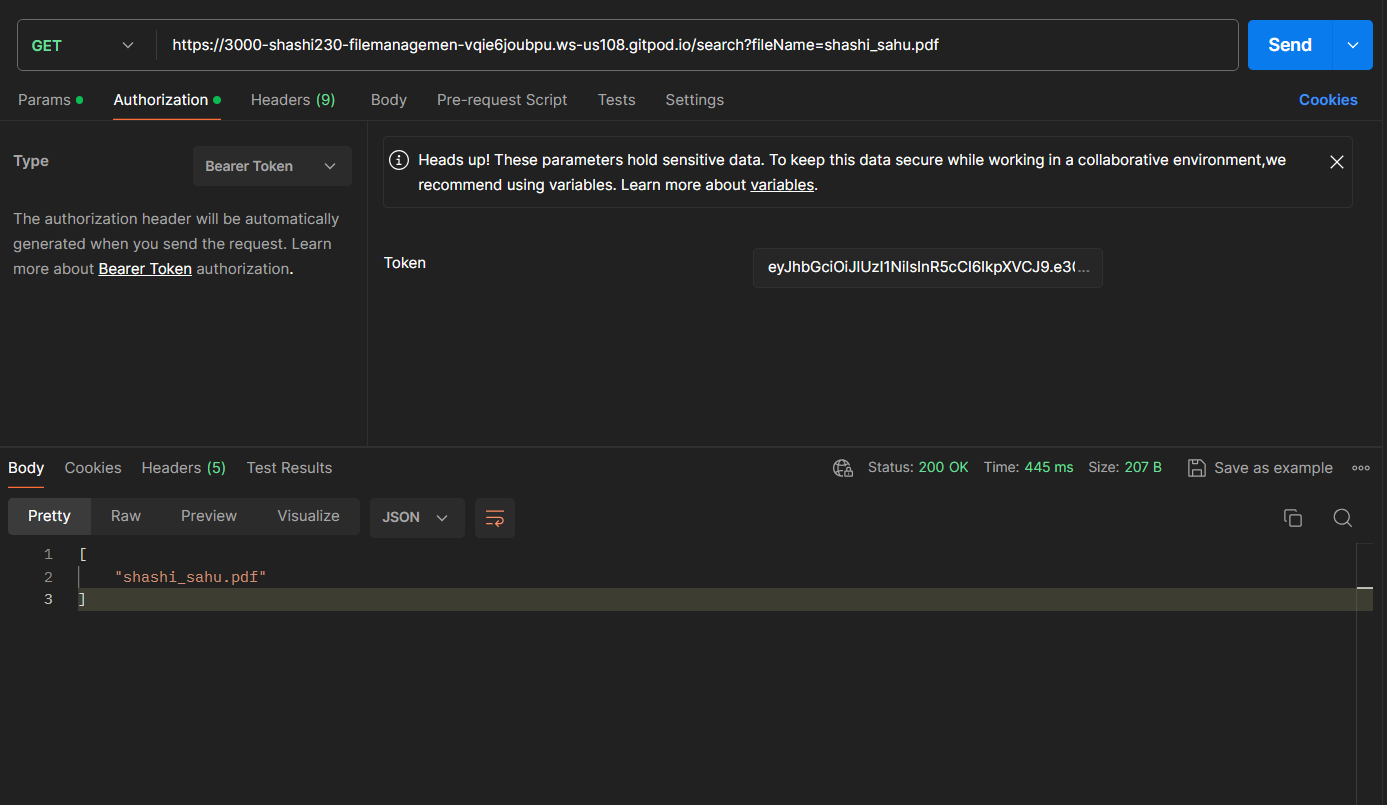 GET https://3000-shashi230-filemanagemen-vqie6joubpu.ws-us108.gitpod.io/search?fileName=shashi_sahu.pdf Send
Params Authorization Headers (9) Body Pre-request Script Tests Settings Cookies
Type Bearer Token
The authorization header will be automatically
generated when you send the request. Learn
more about Bearer Token authorization.
Heads up! These parameters hold sensitive data. To keep this data secure while working in a collaborative environment,we
recommend using variables. Learn more about variables.
Token eyJhbGciOiJIUzI1NiIsInR5cCI6IkpXVCJ9.e30...
Body Cookies Headers (5) Test Results Status: 200 OK Time: 445 ms Size: 207 B Save as example
Pretty Raw Preview Visualize JSON
1 [
2 "shashi_sahu.pdf"
3 ]